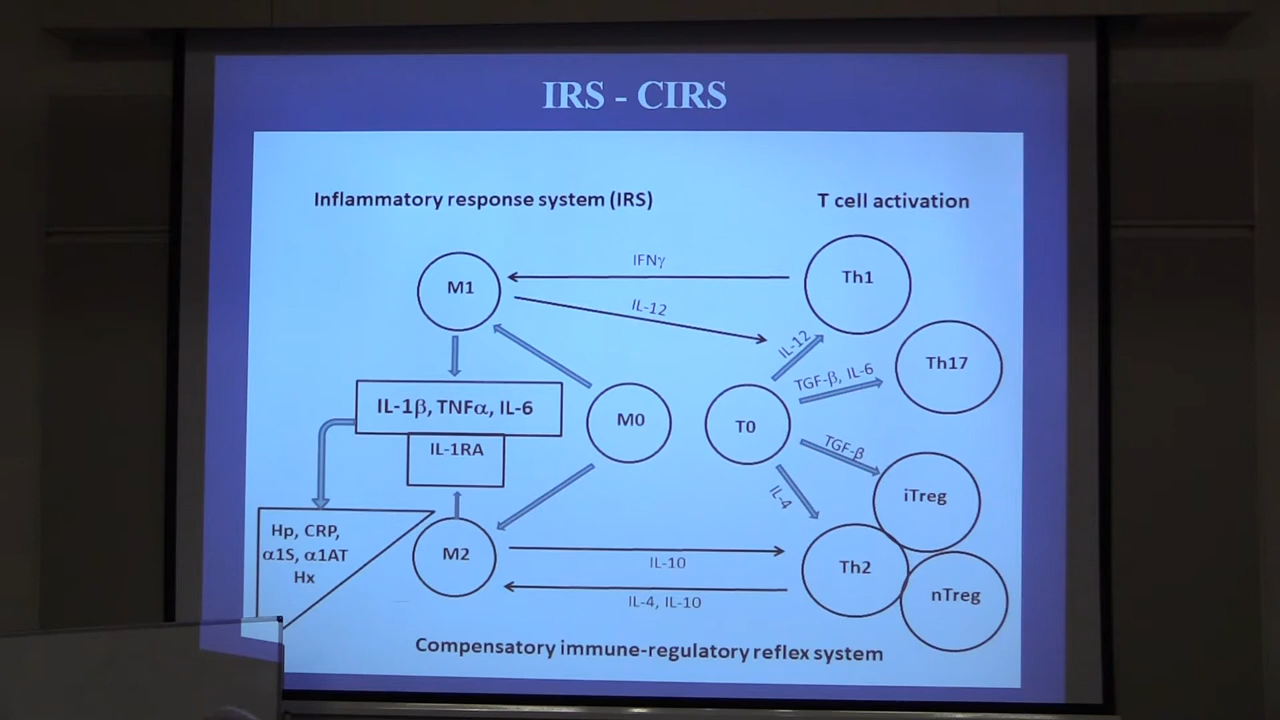 IRS - CIRS
Inflammatory response system (IRS)
T cell activation
IFNγ
M1
Th1
IL-12
IL-12
TGF-β, IL-6
Th17
IL-1β, TNFα, IL-6
M0
T0
IL-1RA
TGF-β
IL-4
iTreg
Hp, CRP,
α1S, α1AT
Hx
M2
IL-10
Th2
IL-4, IL-10
nTreg
Compensatory immune-regulatory reflex system